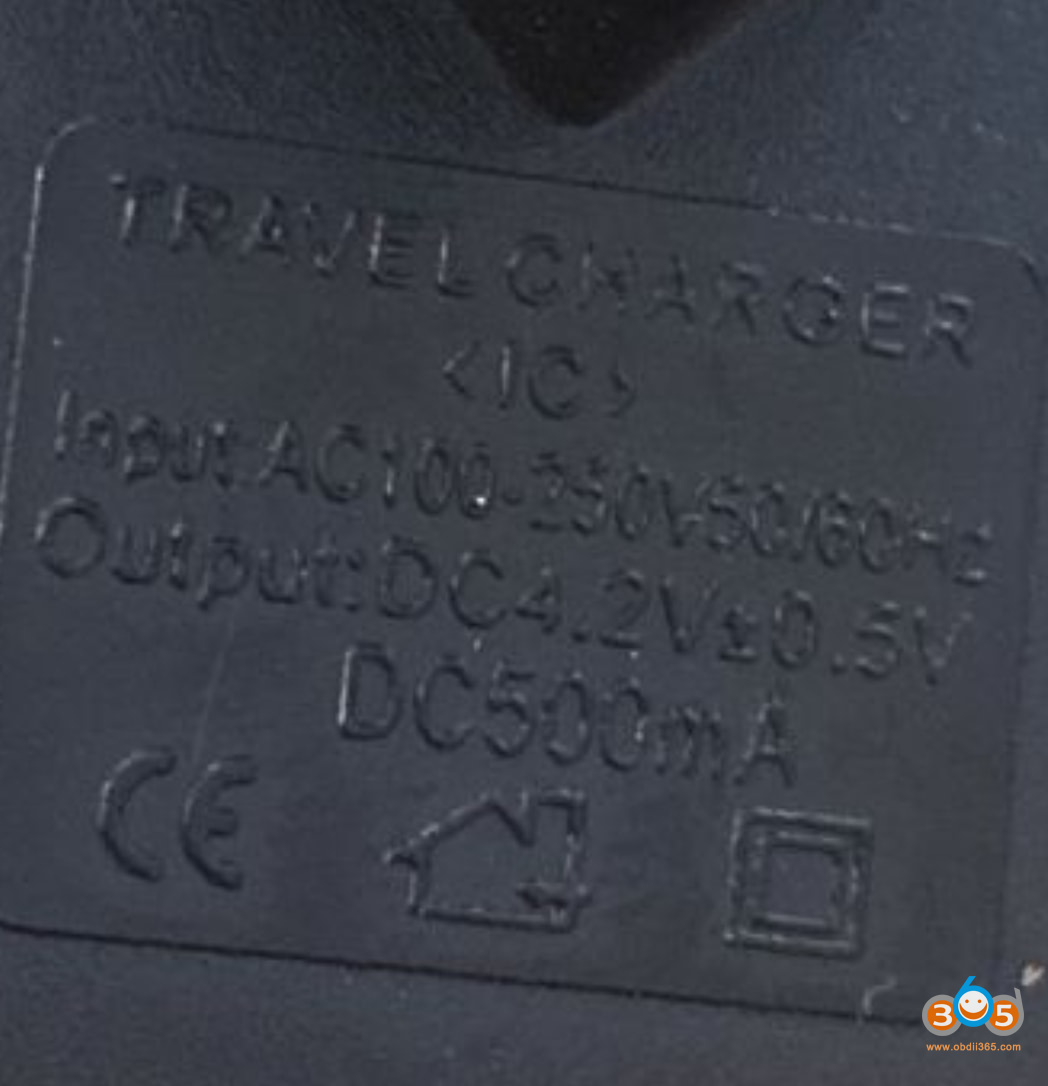 TRAVEL CHARGER
<IC>
Input:AC100-250V50/60Hz
Output:DC4.2V±0.5V
DC500mA
CE
365
www.obdii365.com